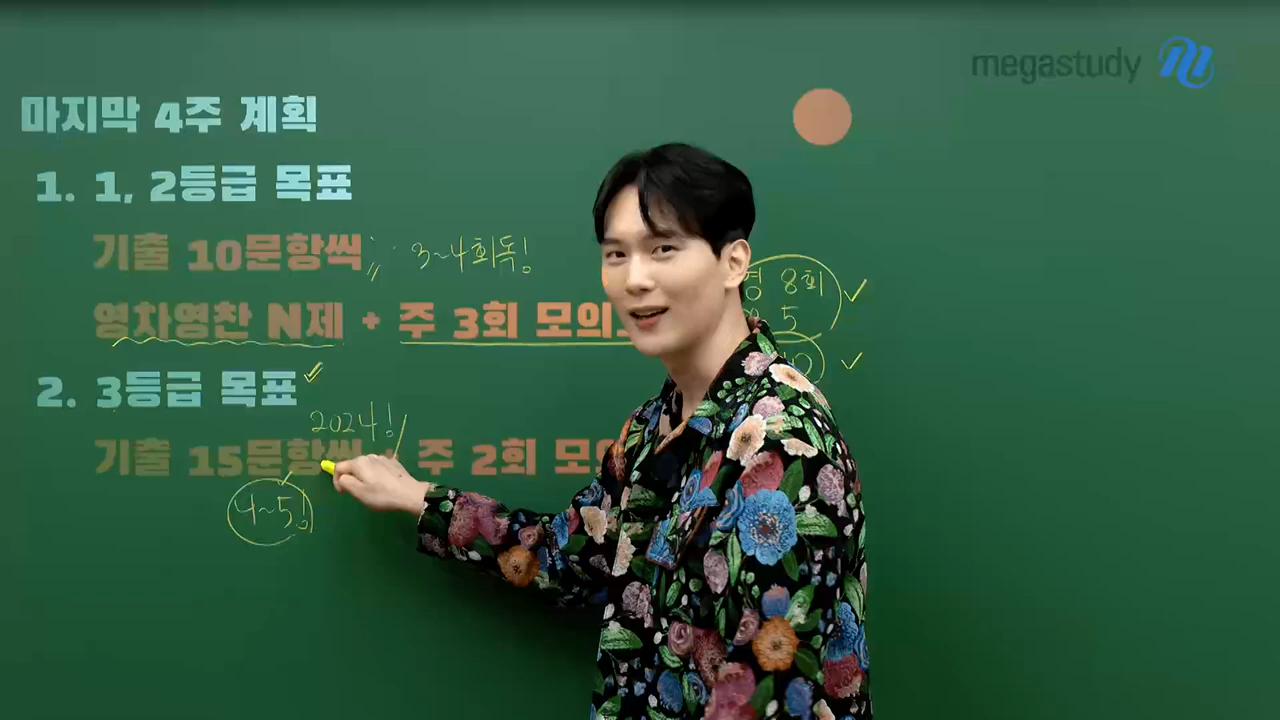 megastudy
마지막 4주 계획
1. 1, 2등급 목표
기출 10문항씩 3~4회독!
영차영찬 N제 + 주 3회 모의
8회
5
2. 3등급 목표
2024!
기출 15문항씩 + 주 2회 모의
4~5!